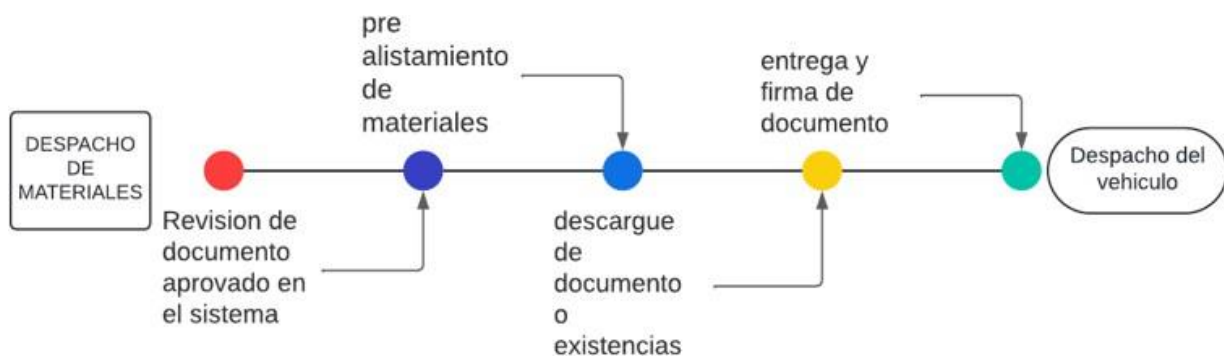 DESPACHO
DE
MATERIALES
Revision de
documento
aprovado en
el sistema
pre
alistamiento
de
materiales
descargue
de
documento
o
existencias
entrega y
firma de
documento
Despacho del
vehiculo